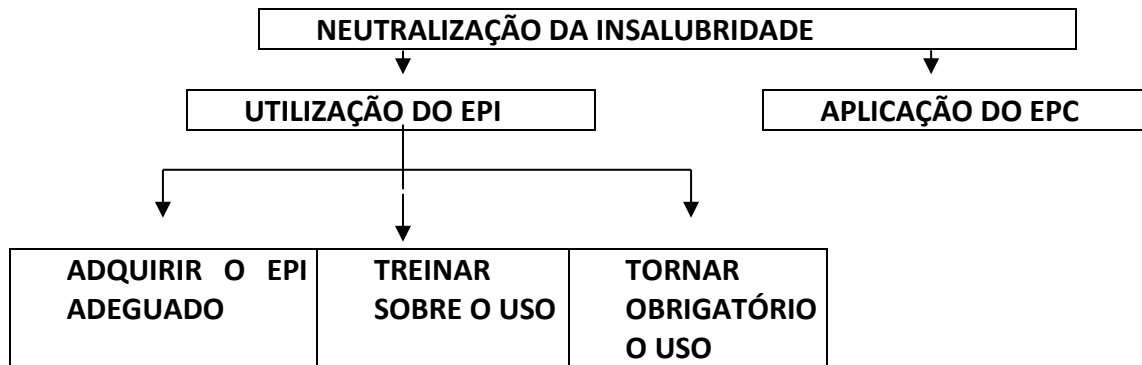 NEUTRALIZAÇÃO DA INSALUBRIDADE
UTILIZAÇÃO DO EPI
APLICAÇÃO DO EPC
ADQUIRIR O EPI
ADEGUADO
TREINAR
SOBRE O USO
TORNAR
OBRIGATÓRIO
O USO